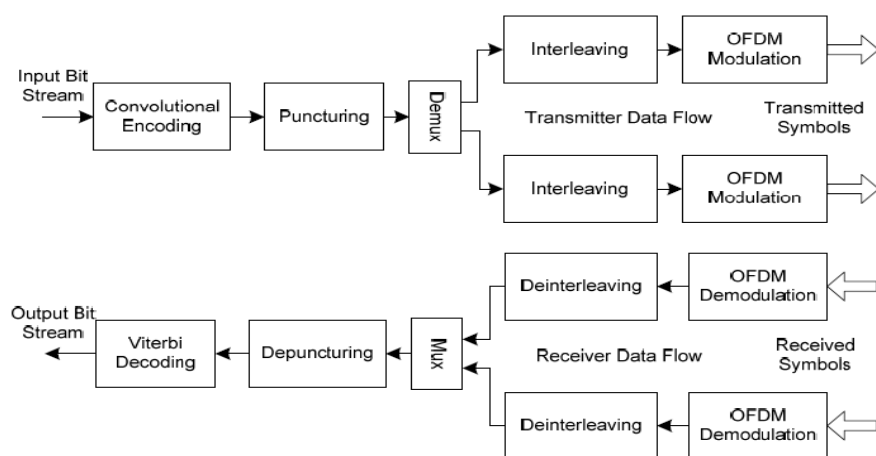 Input Bit
Stream
Convolutional
Encoding
Puncturing
Demux
Interleaving
OFDM
Modulation
Transmitter Data Flow
Transmitted
Symbols
Interleaving
OFDM
Modulation
Output Bit
Stream
Viterbi
Decoding
Depuncturing
Mux
Deinterleaving
OFDM
Demodulation
Receiver Data Flow
Received
Symbols
Deinterleaving
OFDM
Demodulation